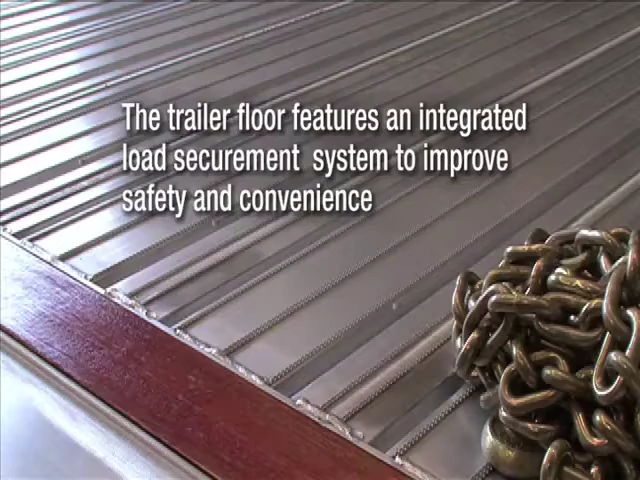 The trailer floor features an integrated
load securement  system to improve
safety and convenience